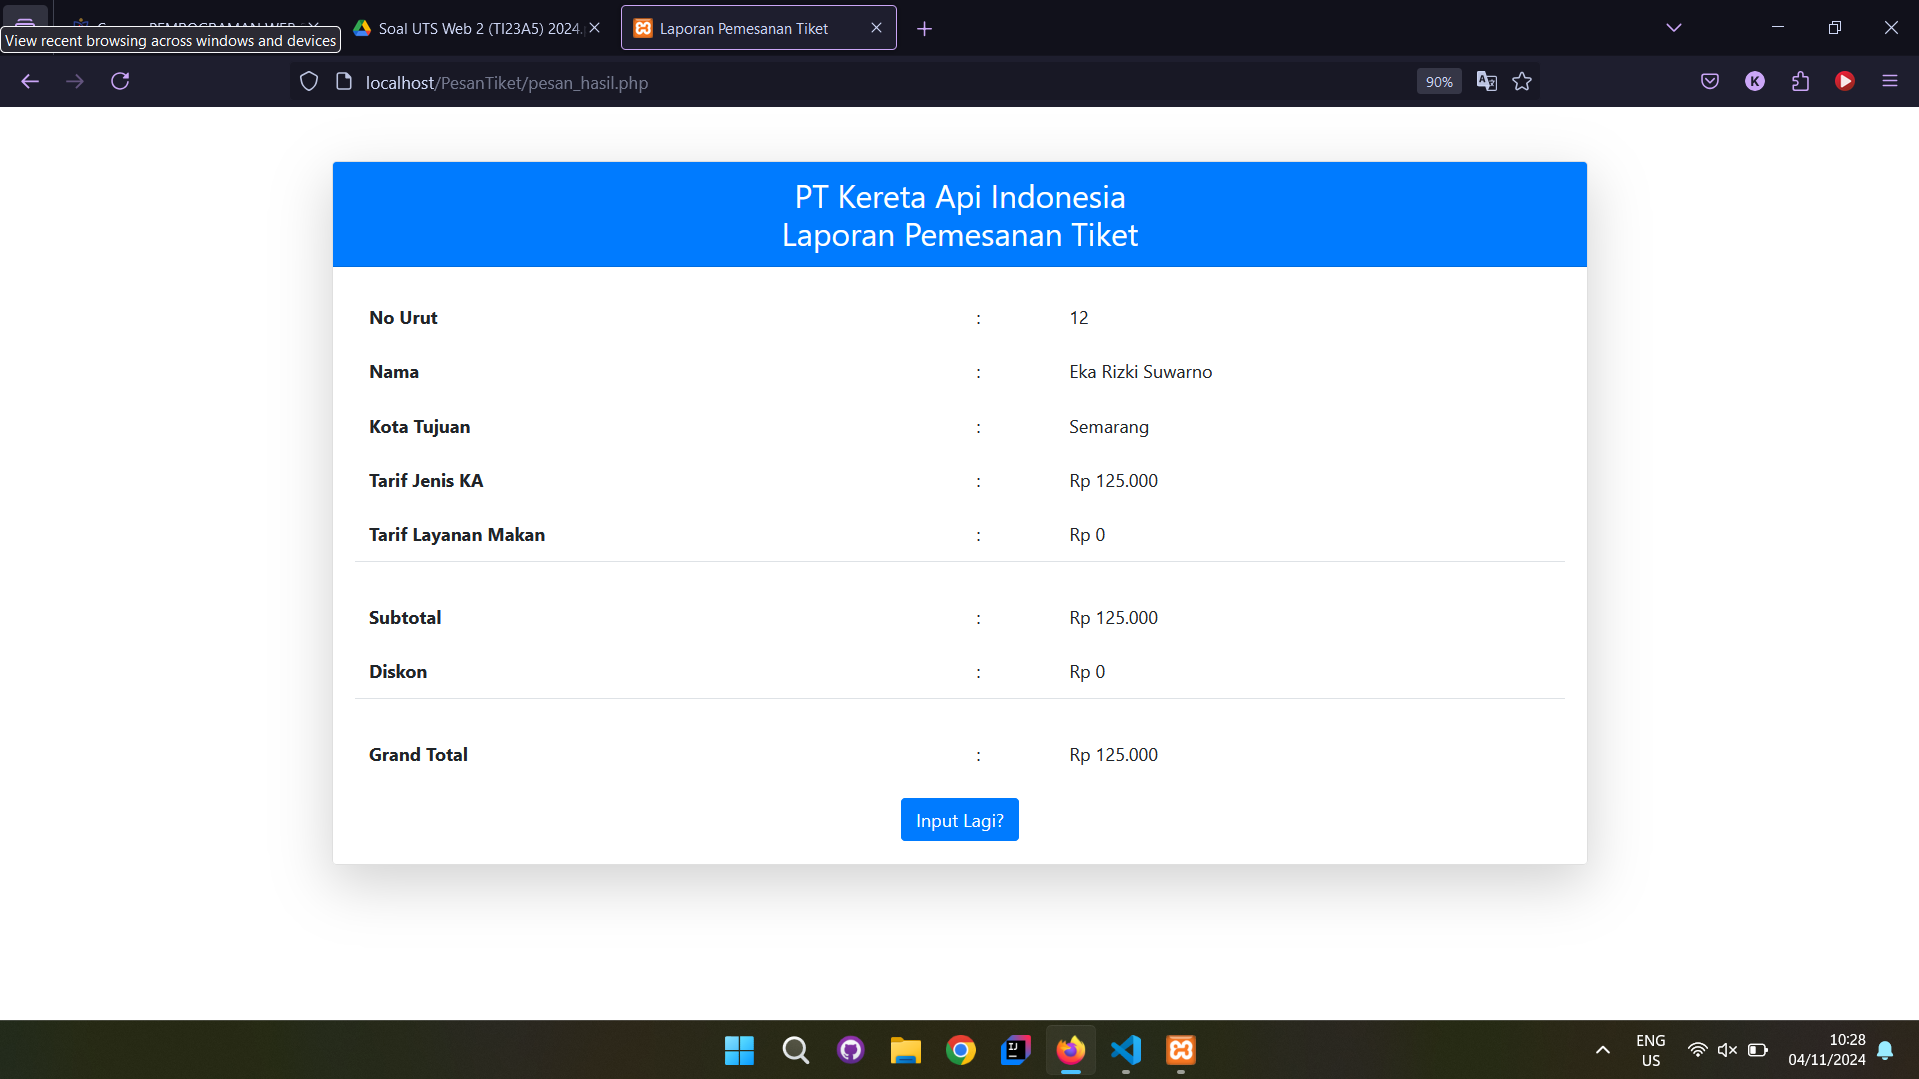 View recent browsing across windows and devices
Soal UTS Web 2 (TI23A5) 2024.
Laporan Pemesanan Tiket
localhost/PesanTiket/pesan_hasil.php
90%
K
PT Kereta Api Indonesia
Laporan Pemesanan Tiket
No Urut : 12
Nama : Eka Rizki Suwarno
Kota Tujuan : Semarang
Tarif Jenis KA : Rp 125.000
Tarif Layanan Makan : Rp 0
Subtotal : Rp 125.000
Diskon : Rp 0
Grand Total : Rp 125.000
Input Lagi?
ENG
US
10:28
04/11/2024